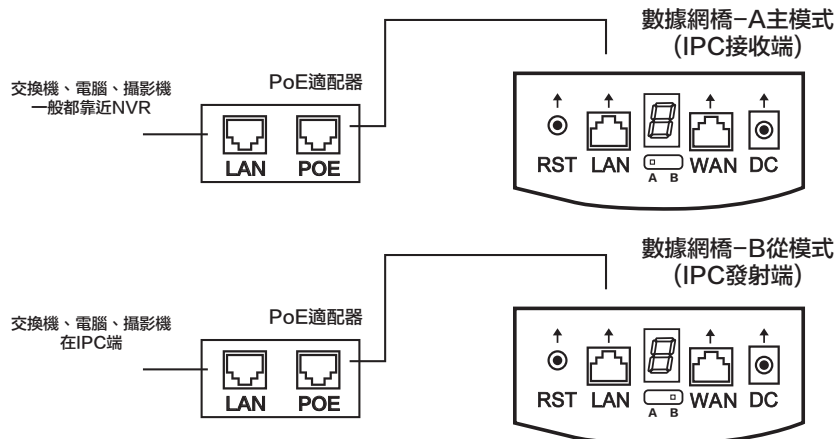 數據網橋-A主模式
(IPC接收端)
PoE適配器
交換機、電腦、攝影機
一般都靠近NVR
LAN POE
RST LAN WAN DC
A B
數據網橋-B從模式
(IPC發射端)
PoE適配器
交換機、電腦、攝影機
在IPC端
LAN POE
RST LAN WAN DC
A B